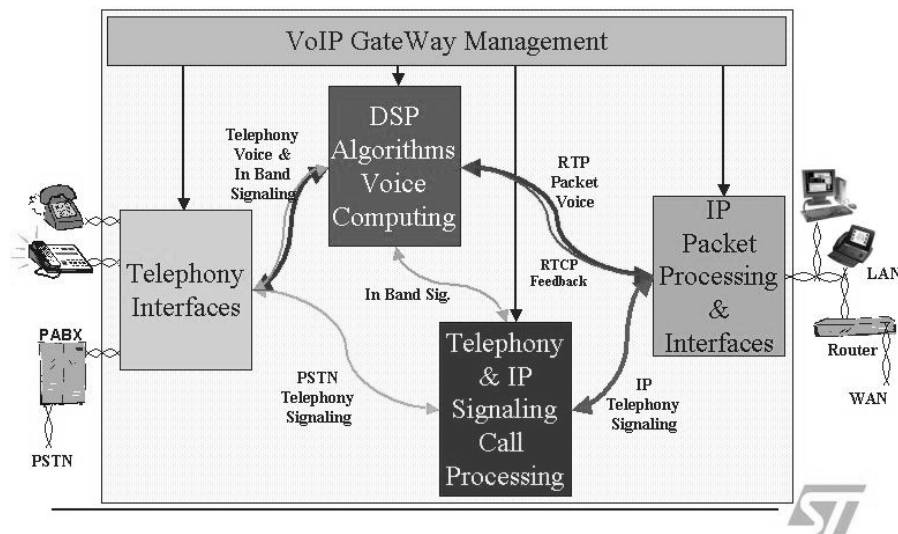 VoIP GateWay Management
DSP
Algorithms
Voice
Computing
Telephony
Voice &
In Band
Signaling
RTP
Packet
Voice
RTCP
Feedback
Telephony
Interfaces
In Band Sig.
IP
Packet
Processing
&
Interfaces
LAN
PABX
Router
Telephony
& IP
Signaling
Call
Processing
PSTN
Telephony
Signaling
IP
Telephony
Signaling
WAN
PSTN
ST